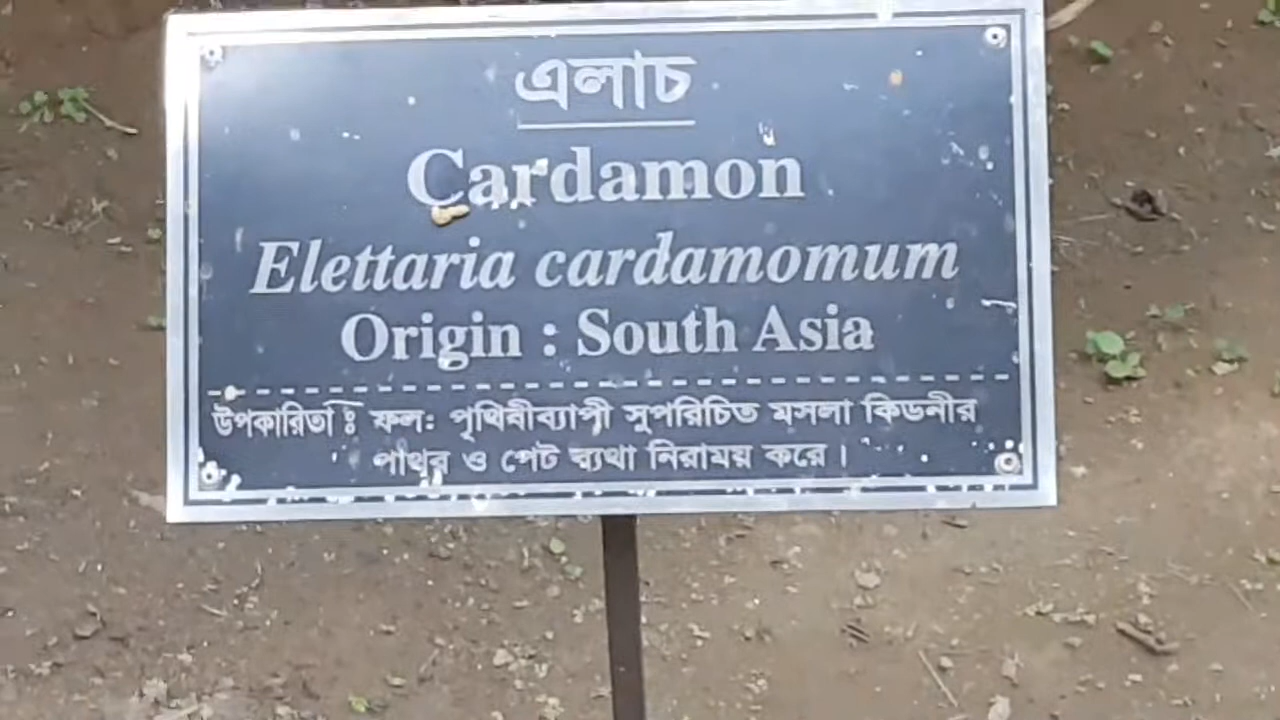 এলাচ
Cardamon
Elettaria cardamomum
Origin : South Asia
উপকারিতা ঃ ফল: পৃথিবীব্যাপী সুপরিচিত মসলা কিডনীর
পাথর ও পেট ব্যথা নিরাময় করে।